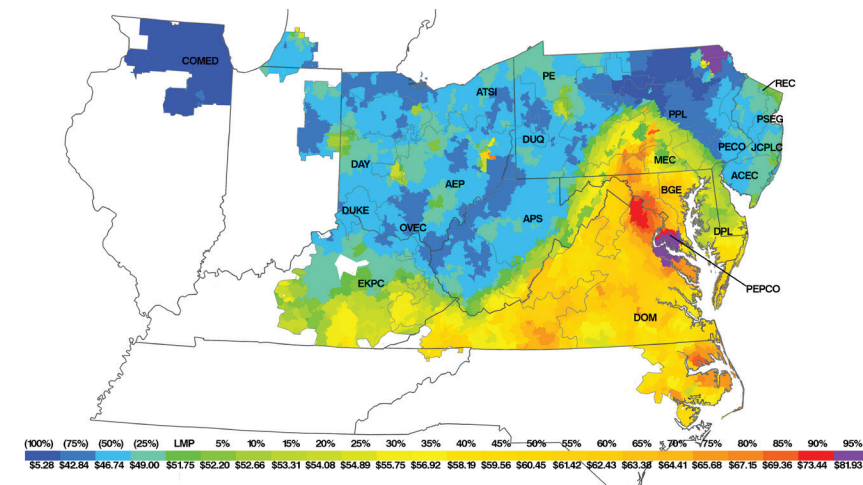 COMED
REC
PE
ATSI
PPL
PSEG
DUQ
PECO JCPLC
MEC
DAY
ACEC
AEP
BGE
DUKE
APS
OVEC
DPL
EKPC
PEPCO
DOM
(100%) (75%) (50%) (25%) LMP 5% 10% 15% 20% 25% 30% 35% 40% 45% 55% 60% 65% 70% 75% 80% 85% 90% 95%
$5.28 $42.84 $46.74 $49.00 $51.75 $52.20 $52.66 $53.31 $54.08 $54.89 $55.75 $56.92 $58.19 $59.56 $60.45 $61.42 $62.43 $63.38 $64.41 $65.68 $67.15 $69.36 $73.44 $81.93